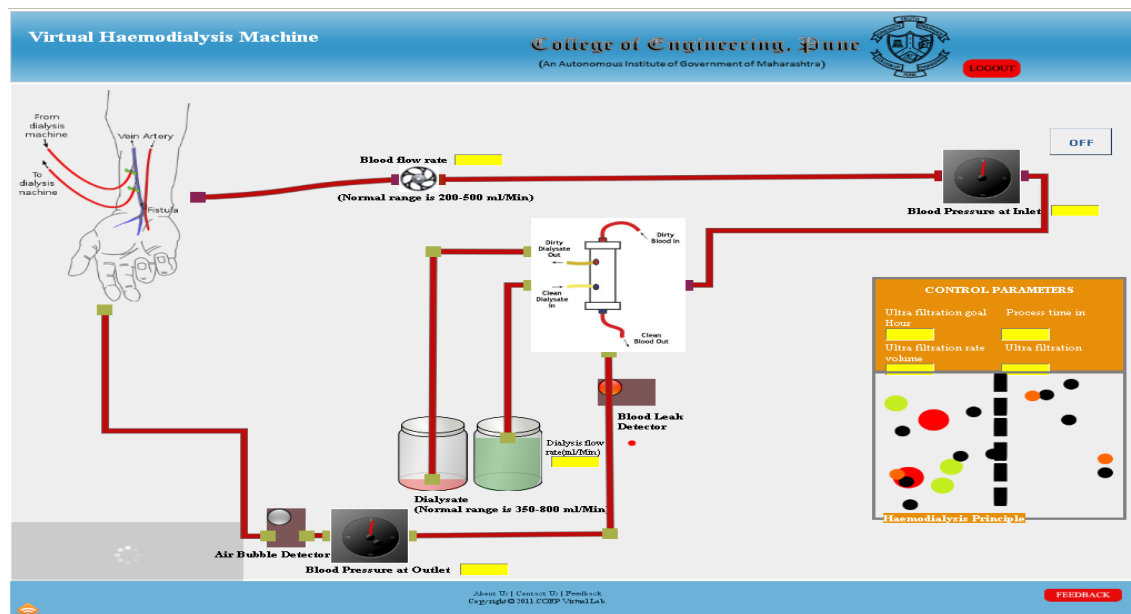 Virtual Haemodialysis Machine
College of Engineering, Pune
(An Autonomous Institute of Government of Maharashtra)
LOGOUT
From
dialysis
machine
Vein Artery
To
dialysis
machine
Fistula
Blood flow rate
(Normal range is 200-500 ml/Min)
OFF
Blood Pressure at Inlet
Dirty
Blood In
Dirty
Dialysate
Out
Clean
Dialysate
In
Clean
Blood Out
CONTROL PARAMETERS
Ultra filtration goal
Hour
Process time in
Ultra filtration rate
volume
Ultra filtration
Blood Leak
Detector
Dialysis flow
rate(ml/Min)
Dialysate
(Normal range is 350-800 ml/Min)
Haemodialysis Principle
Air Bubble Detector
Blood Pressure at Outlet
About Us | Contact Us | Feedback
Copyright © 2011 COEP Virtual Lab.
FEEDBACK